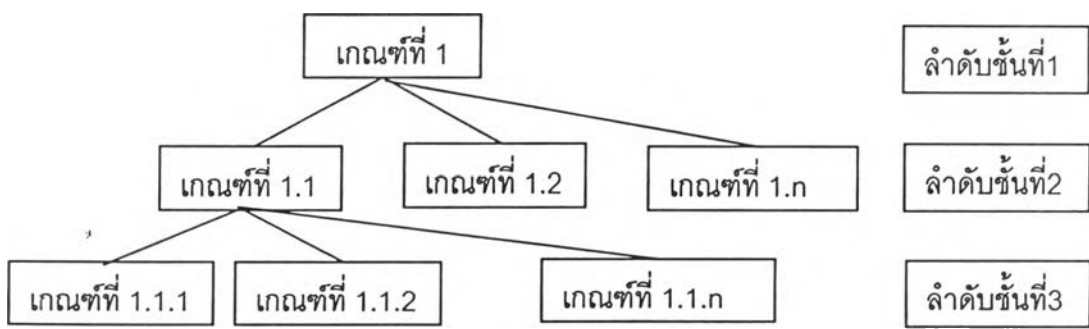 เกณฑ์ที่ 1
ลำดับชั้นที่1
เกณฑ์ที่ 1.1
เกณฑ์ที่ 1.2
เกณฑ์ที่ 1.n
ลำดับชั้นที่2
เกณฑ์ที่ 1.1.1
เกณฑ์ที่ 1.1.2
เกณฑ์ที่ 1.1.n
ลำดับชั้นที่3